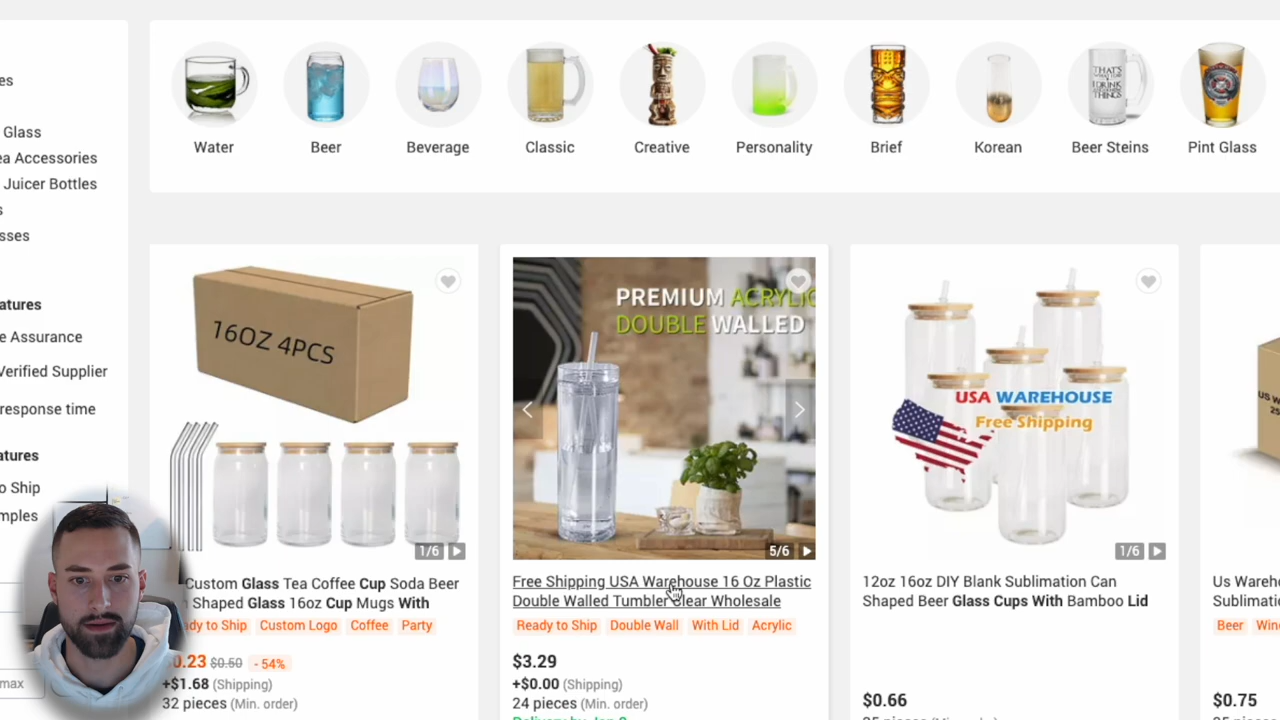 Water
Beer
Beverage
Classic
Creative
Personality
Brief
Korean
Beer Steins
Pint Glass
THAT'S
THINGS
es
Glass
ea Accessories
Juicer Bottles
s
sses
atures
e Assurance
Verified Supplier
response time
atures
to Ship
mples
max
16OZ 4PCS
1/6
Custom Glass Tea Coffee Cup Soda Beer
Shaped Glass 16oz Cup Mugs With
ady to Ship
Custom Logo
Coffee
Party
0.23 $0.50 - 54%
+$1.68 (Shipping)
32 pieces (Min. order)
PREMIUM ACRYLIC
DOUBLE WALLED
5/6
Free Shipping USA Warehouse 16 Oz Plastic
Double Walled Tumbler Clear Wholesale
Ready to Ship
Double Wall
With Lid
Acrylic
$3.29
+$0.00 (Shipping)
24 pieces (Min. order)
USA WAREHOUSE
Free Shipping
1/6
12oz 16oz DIY Blank Sublimation Can
Shaped Beer Glass Cups With Bamboo Lid
$0.66
US W
Us Wareh
Sublimati
Beer
Wine
$0.75